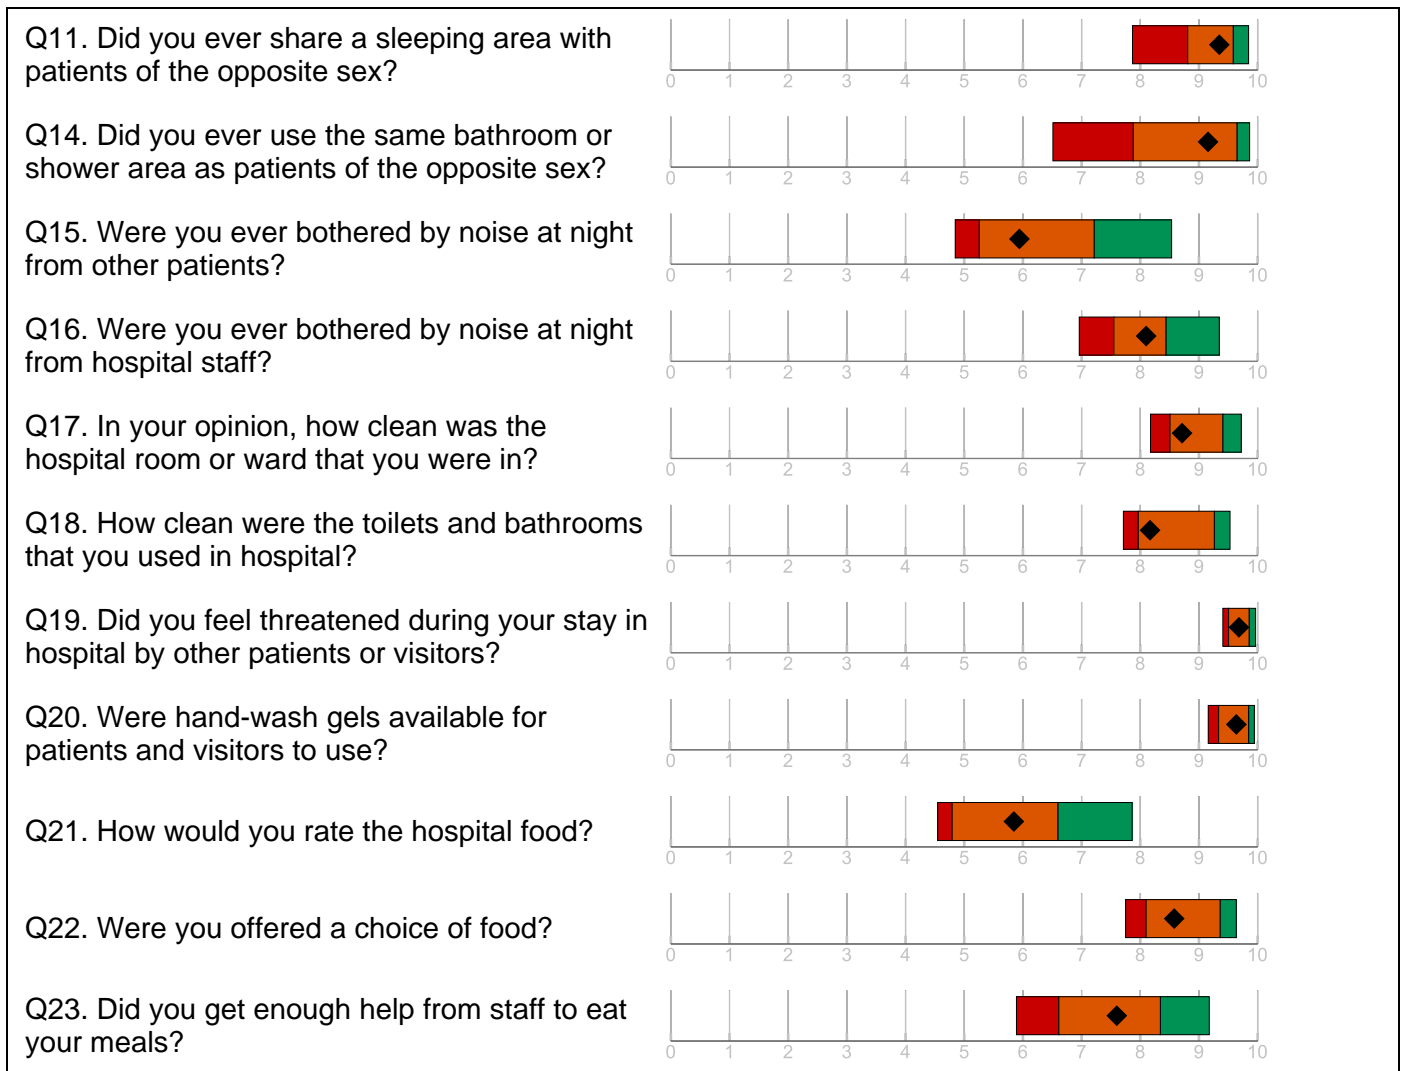 Q11. Did you ever share a sleeping area with
patients of the opposite sex?
0 1 2 3 4 5 6 7 8 9 10
Q14. Did you ever use the same bathroom or
shower area as patients of the opposite sex?
0 1 2 3 4 5 6 7 8 9 10
Q15. Were you ever bothered by noise at night
from other patients?
0 1 2 3 4 5 6 7 8 9 10
Q16. Were you ever bothered by noise at night
from hospital staff?
0 1 2 3 4 5 6 7 8 9 10
Q17. In your opinion, how clean was the
hospital room or ward that you were in?
0 1 2 3 4 5 6 7 8 9 10
Q18. How clean were the toilets and bathrooms
that you used in hospital?
0 1 2 3 4 5 6 7 8 9 10
Q19. Did you feel threatened during your stay in
hospital by other patients or visitors?
0 1 2 3 4 5 6 7 8 9 10
Q20. Were hand-wash gels available for
patients and visitors to use?
0 1 2 3 4 5 6 7 8 9 10
Q21. How would you rate the hospital food?
0 1 2 3 4 5 6 7 8 9 10
Q22. Were you offered a choice of food?
0 1 2 3 4 5 6 7 8 9 10
Q23. Did you get enough help from staff to eat
your meals?
0 1 2 3 4 5 6 7 8 9 10